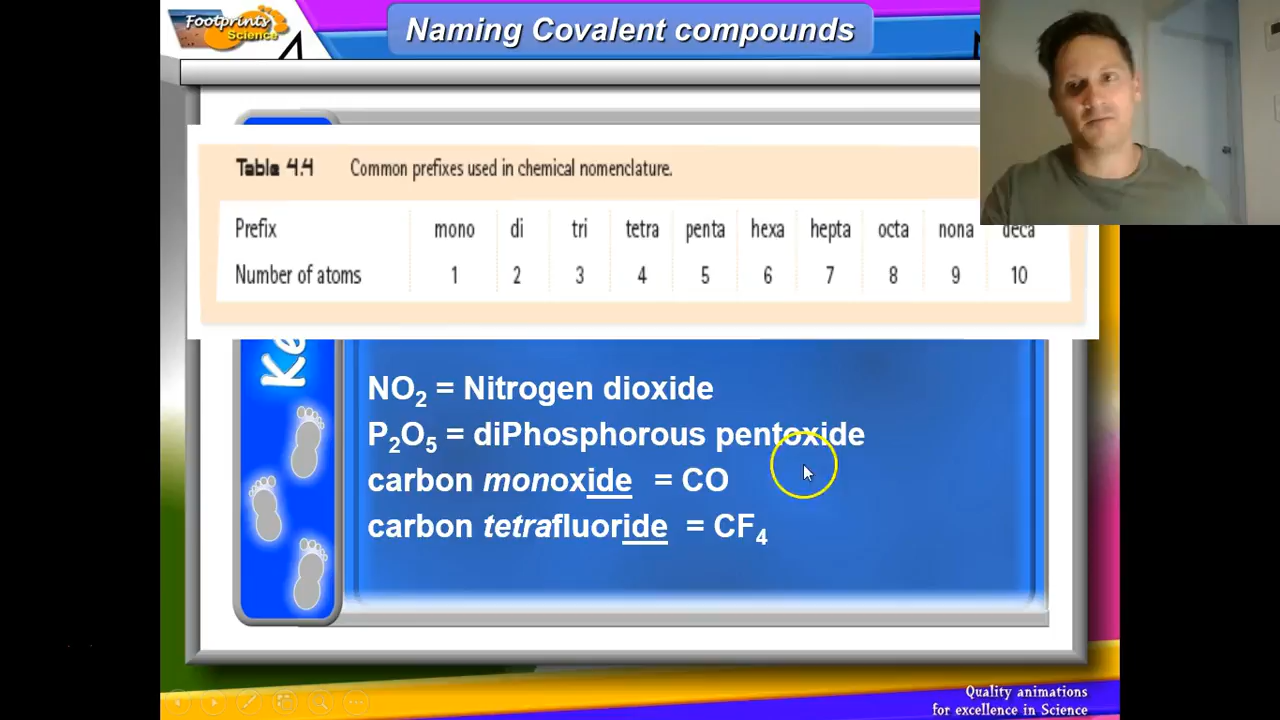 Footprints
Science
Naming Covalent compounds
Table 4.4 Common prefixes used in chemical nomenclature.
Prefix mono di tri tetra penta hexa hepta octa nona deca
Number of atoms 1 2 3 4 5 6 7 8 9 10
Ke
NO₂ = Nitrogen dioxide
P₂O₅ = diPhosphorous pentoxide
carbon monoxide = CO
carbon tetrafluoride = CF₄
Quality animations
for excellence in Science